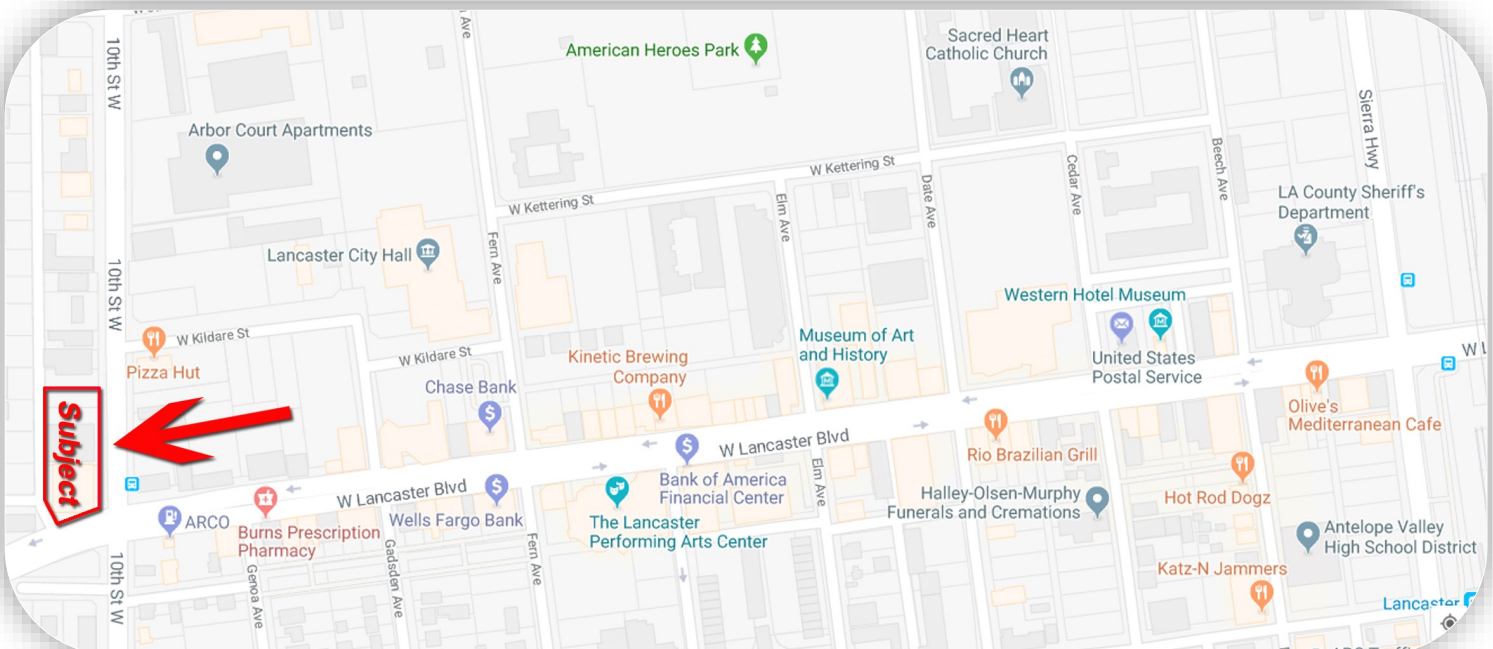 American Heroes Park
Sacred Heart
Catholic Church
10th St W
Ave
Sierra Hwy
Arbor Court Apartments
W Kettering St
Cedar Ave
Beech Ave
Date Ave
LA County Sheriff's
Department
W Kettering St
Elm Ave
Lancaster City Hall
Fern Ave
10th St W
Western Hotel Museum
W Kildare St
Museum of Art
and History
W Kildare St
Kinetic Brewing
Company
United States
Postal Service
W L
Pizza Hut
Chase Bank
Subject
Olive's
Mediterranean Cafe
W Lancaster Blvd
Rio Brazilian Grill
Elm Ave
Bank of America
Financial Center
W Lancaster Blvd
Halley-Olsen-Murphy
Funerals and Cremations
Hot Rod Dogz
ARCO
Burns Prescription
Pharmacy
Wells Fargo Bank
The Lancaster
Performing Arts Center
Antelope Valley
High School District
10th St W
Genoa Ave
Gadsden Ave
Fern Ave
Katz-N Jammers
Lancaster